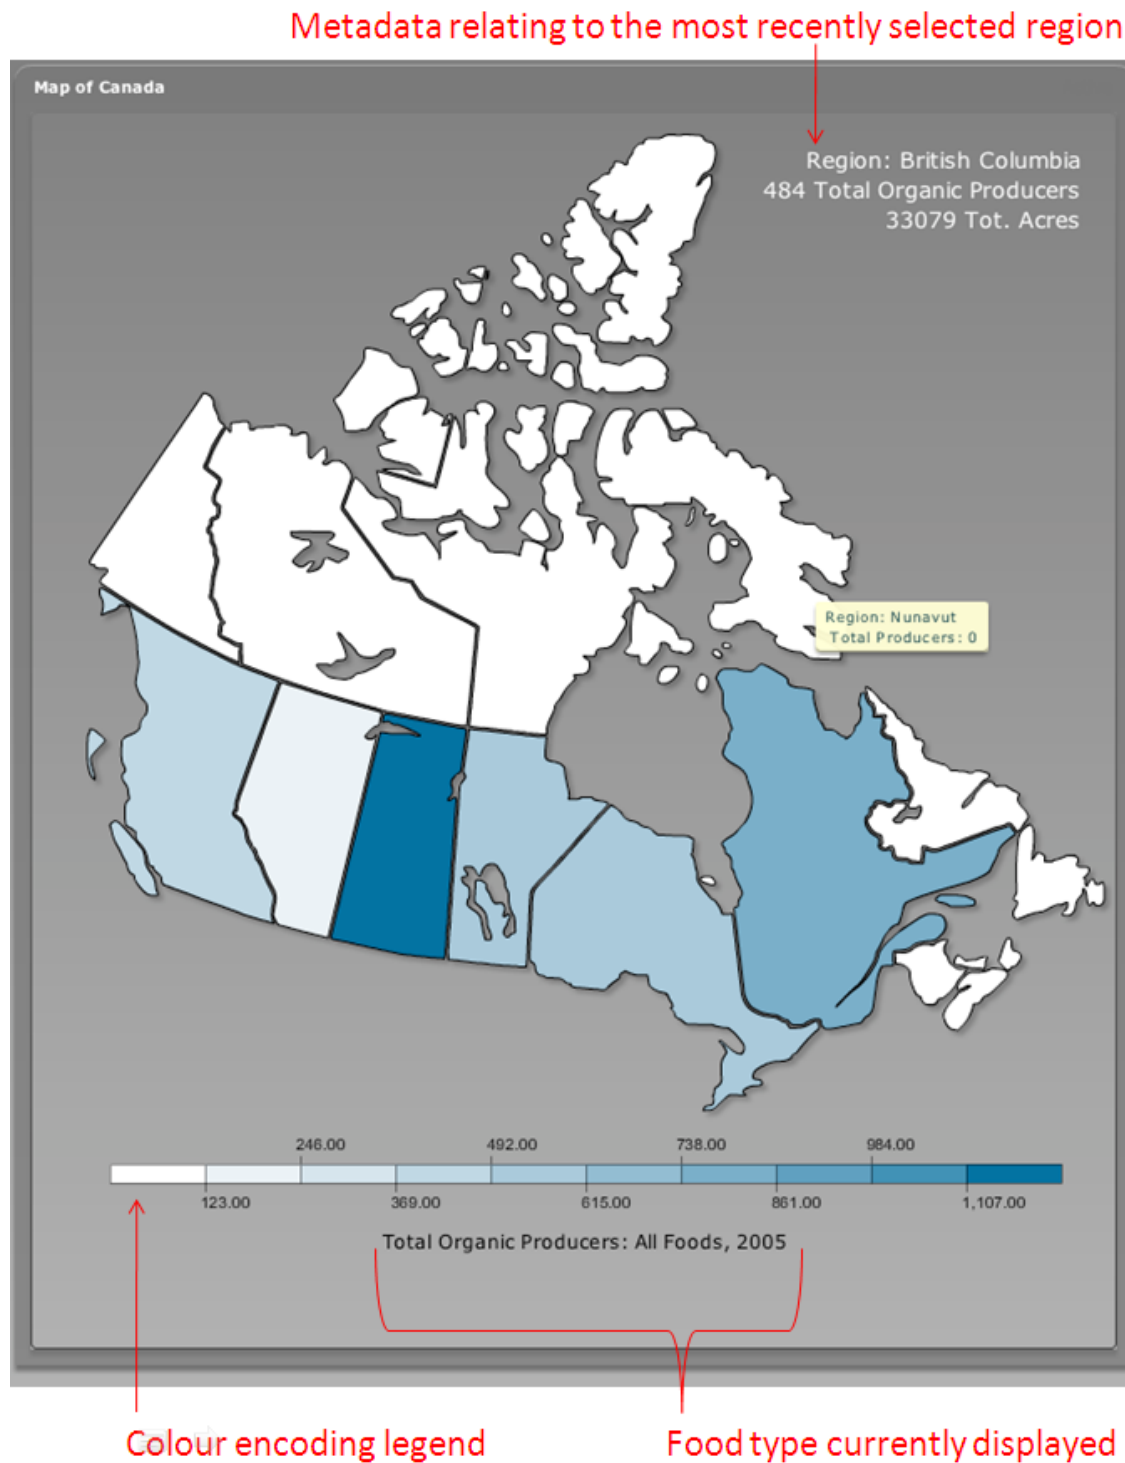 Metadata relating to the most recently selected region
Map of Canada
Region: British Columbia
484 Total Organic Producers
33079 Tot. Acres
Region: Nunavut
Total Producers: 0
246.00 492.00 738.00 984.00
123.00 369.00 615.00 861.00 1,107.00
Total Organic Producers: All Foods, 2005
Colour encoding legend
Food type currently displayed